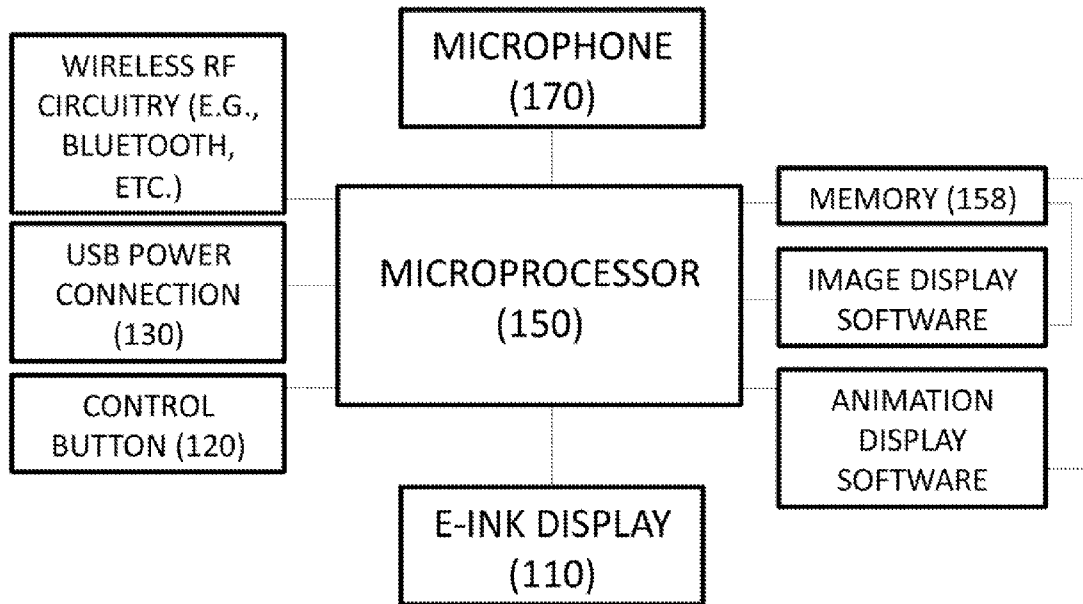 MICROPHONE
(170)
WIRELESS RF
CIRCUITRY (E.G.,
BLUETOOTH,
ETC.)
USB POWER
CONNECTION
(130)
CONTROL
BUTTON (120)
MICROPROCESSOR
(150)
MEMORY (158)
IMAGE DISPLAY
SOFTWARE
ANIMATION
DISPLAY
SOFTWARE
E-INK DISPLAY
(110)